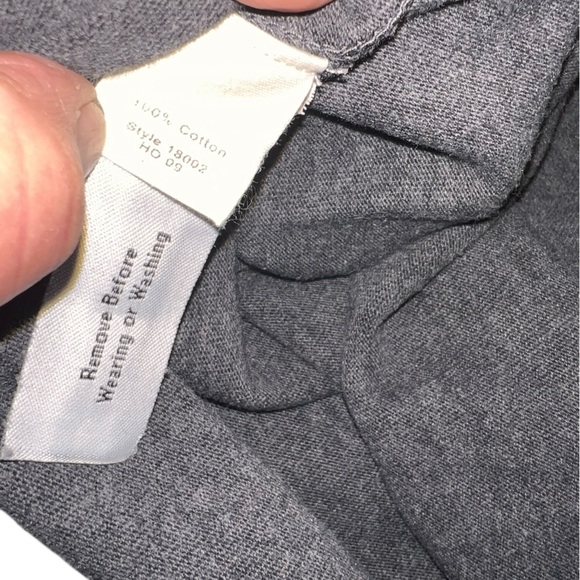 100% Cotton
Style 18002
HO 09
Remove Before
Wearing or Washing